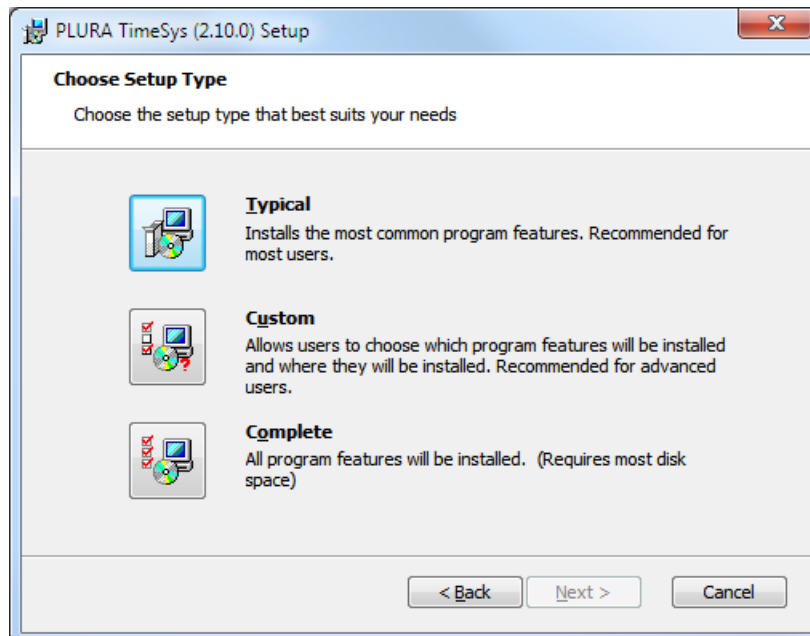 PLURA TimeSys (2.10.0) Setup
Choose Setup Type
Choose the setup type that best suits your needs
Typical
Installs the most common program features. Recommended for
most users.
Custom
Allows users to choose which program features will be installed
and where they will be installed. Recommended for advanced
users.
Complete
All program features will be installed.  (Requires most disk
space)
< Back
Next >
Cancel